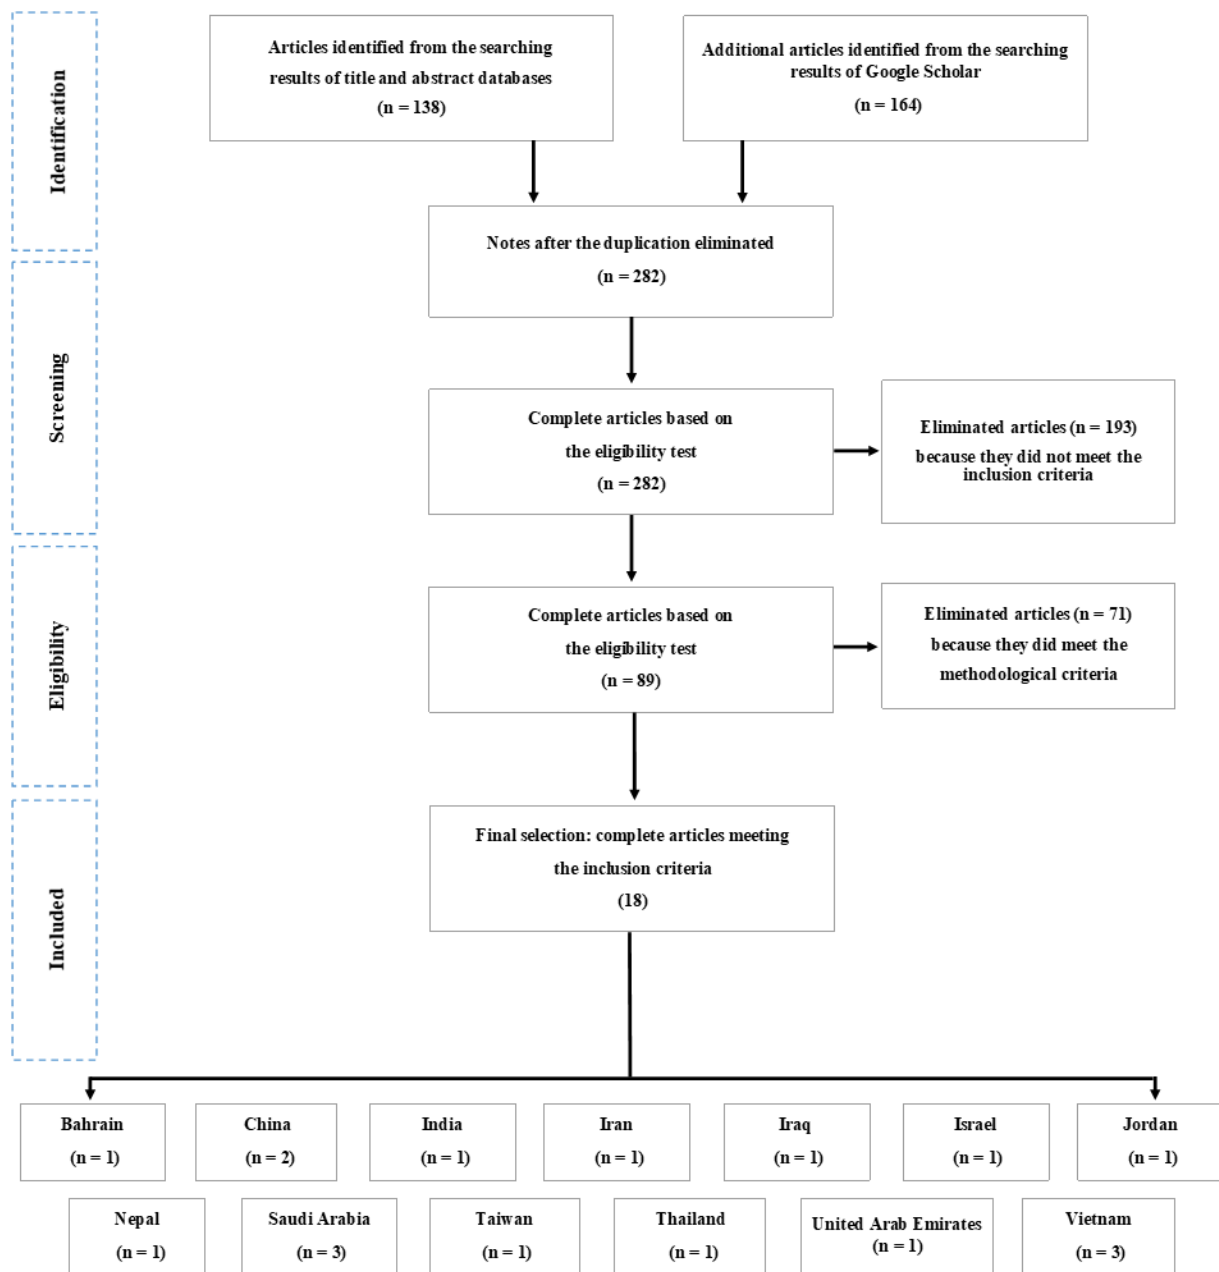 Identification
Articles identified from the searching
results of title and abstract databases
(n = 138)
Additional articles identified from the searching
results of Google Scholar
(n = 164)
Notes after the duplication eliminated
(n = 282)
Screening
Complete articles based on
the eligibility test
(n = 282)
Eliminated articles (n = 193)
because they did not meet the
inclusion criteria
Eligibility
Complete articles based on
the eligibility test
(n = 89)
Eliminated articles (n = 71)
because they did meet the
methodological criteria
Included
Final selection: complete articles meeting
the inclusion criteria
(18)
Bahrain
(n = 1)
China
(n = 2)
India
(n = 1)
Iran
(n = 1)
Iraq
(n = 1)
Israel
(n = 1)
Jordan
(n = 1)
Nepal
(n = 1)
Saudi Arabia
(n = 3)
Taiwan
(n = 1)
Thailand
(n = 1)
United Arab Emirates
(n = 1)
Vietnam
(n = 3)